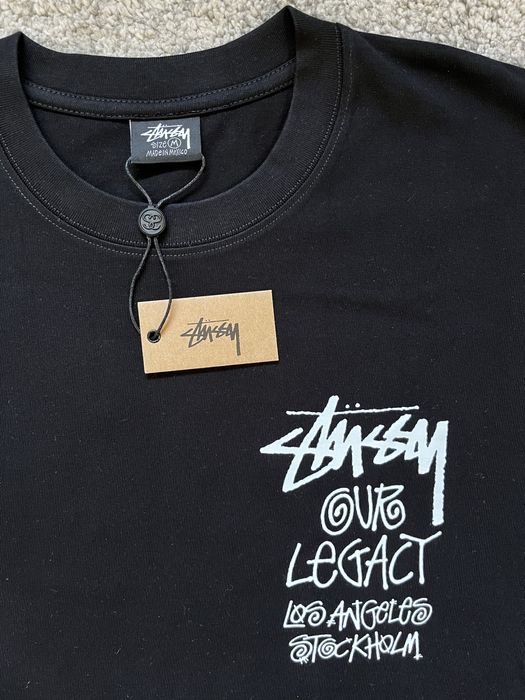 Stüssy
SIZE M
MADE IN MEXICO
Stüssy
Stüssy
OUR
LEGACY
LOS ANGELES
STOCKHOLM